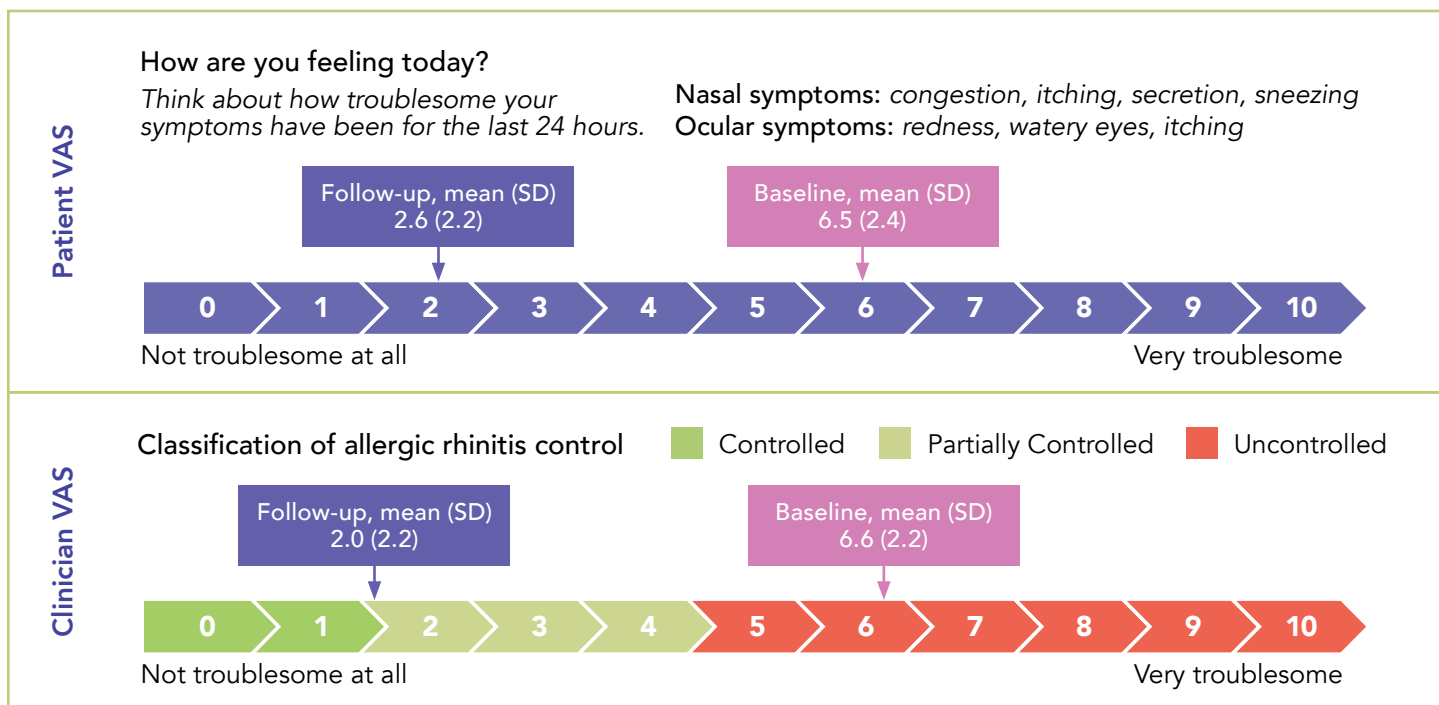 Patient VAS
How are you feeling today?
Think about how troublesome your
symptoms have been for the last 24 hours.
Nasal symptoms: congestion, itching, secretion, sneezing
Ocular symptoms: redness, watery eyes, itching
Follow-up, mean (SD)
2.6 (2.2)
Baseline, mean (SD)
6.5 (2.4)
0 1 2 3 4 5 6 7 8 9 10
Not troublesome at all
Very troublesome
Clinician VAS
Classification of allergic rhinitis control
Controlled
Partially Controlled
Uncontrolled
Follow-up, mean (SD)
2.0 (2.2)
Baseline, mean (SD)
6.6 (2.2)
0 1 2 3 4 5 6 7 8 9 10
Not troublesome at all
Very troublesome